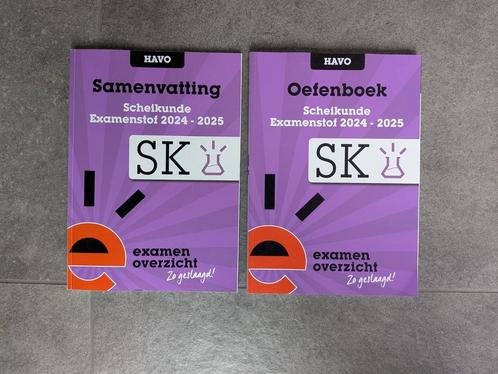 HAVO
Samenvatting
Scheikunde
Examenstof 2024 - 2025
SK
examen
overzicht
Zo geslaagd!
HAVO
Oefenboek
Scheikunde
Examenstof 2024 - 2025
SK
examen
overzicht
Zo geslaagd!